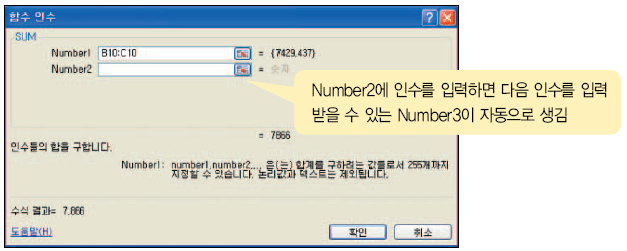 함수 인수
SUM
Number1 B10:C10 = {7429,437}
Number2 = 숫자
Number2에 인수를 입력하면 다음 인수를 입력
받을 수 있는 Number3이 자동으로 생김
= 7866
인수들의 합을 구합니다.
Number1: number1,number2,... 은(는) 합계를 구하려는 값들로서 255개까지
지정할 수 있습니다. 논리값과 텍스트는 제외됩니다.
수식 결과= 7,866
도움말(H)
확인 취소